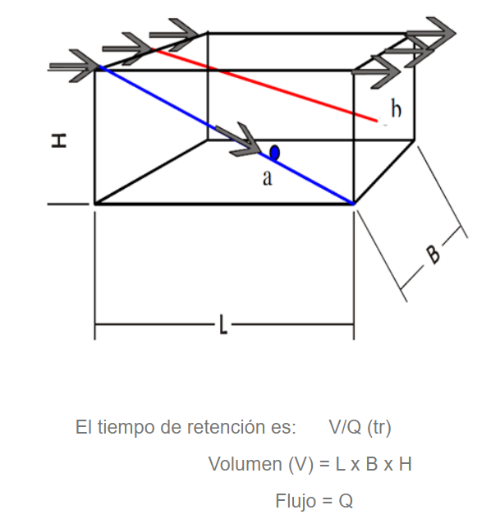 h
H
a
B
L
El tiempo de retención es: V/Q (tr)
Volumen (V) = L x B x H
Flujo = Q